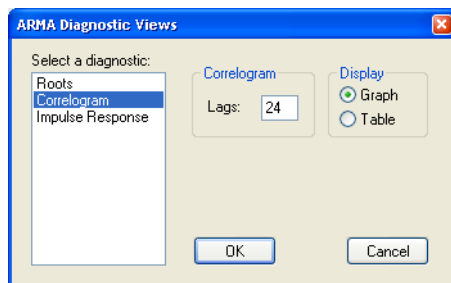 ARMA Diagnostic Views
Select a diagnostic:
Roots
Correlogram
Impulse Response
Correlogram
Lags: 24
Display
Graph
Table
OK
Cancel